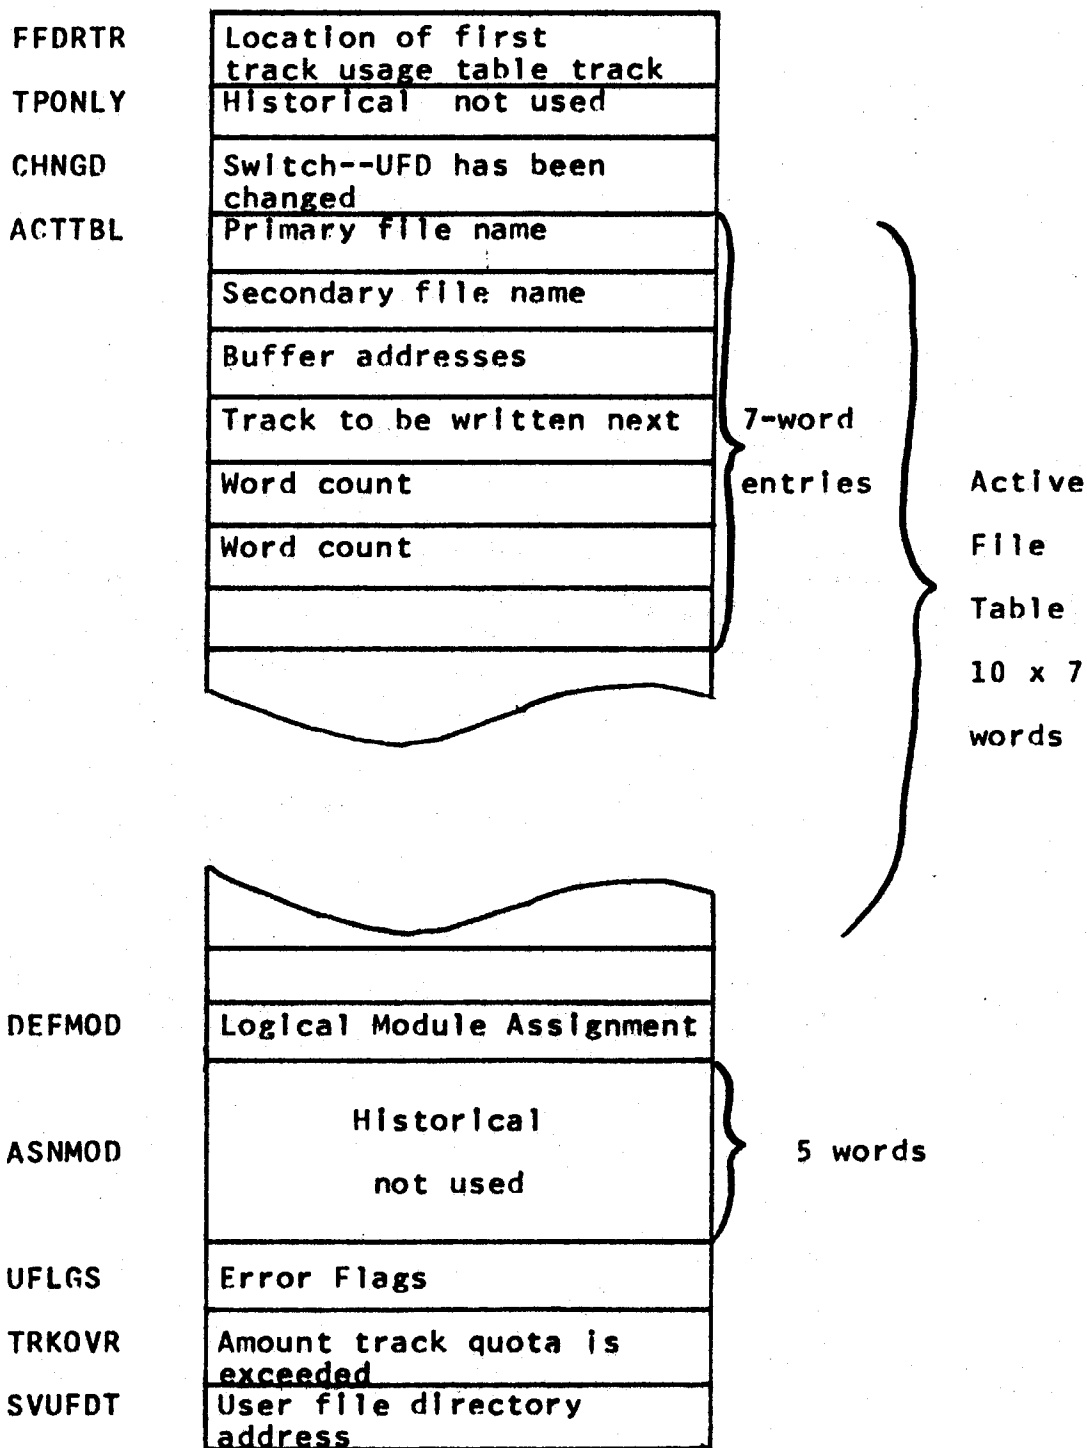 FFDRTR Location of first
track usage table track
TPONLY Historical not used
CHNGD Switch--UFD has been
changed
ACTTBL Primary file name
Secondary file name
Buffer addresses
Track to be written next 7-word
Word count entries Active
Word count File
Table
10 x 7
words
DEFMOD Logical Module Assignment
Historical
ASNMOD 5 words
not used
UFLGS Error Flags
TRKOVR Amount track quota is
exceeded
SVUFDT User file directory
address